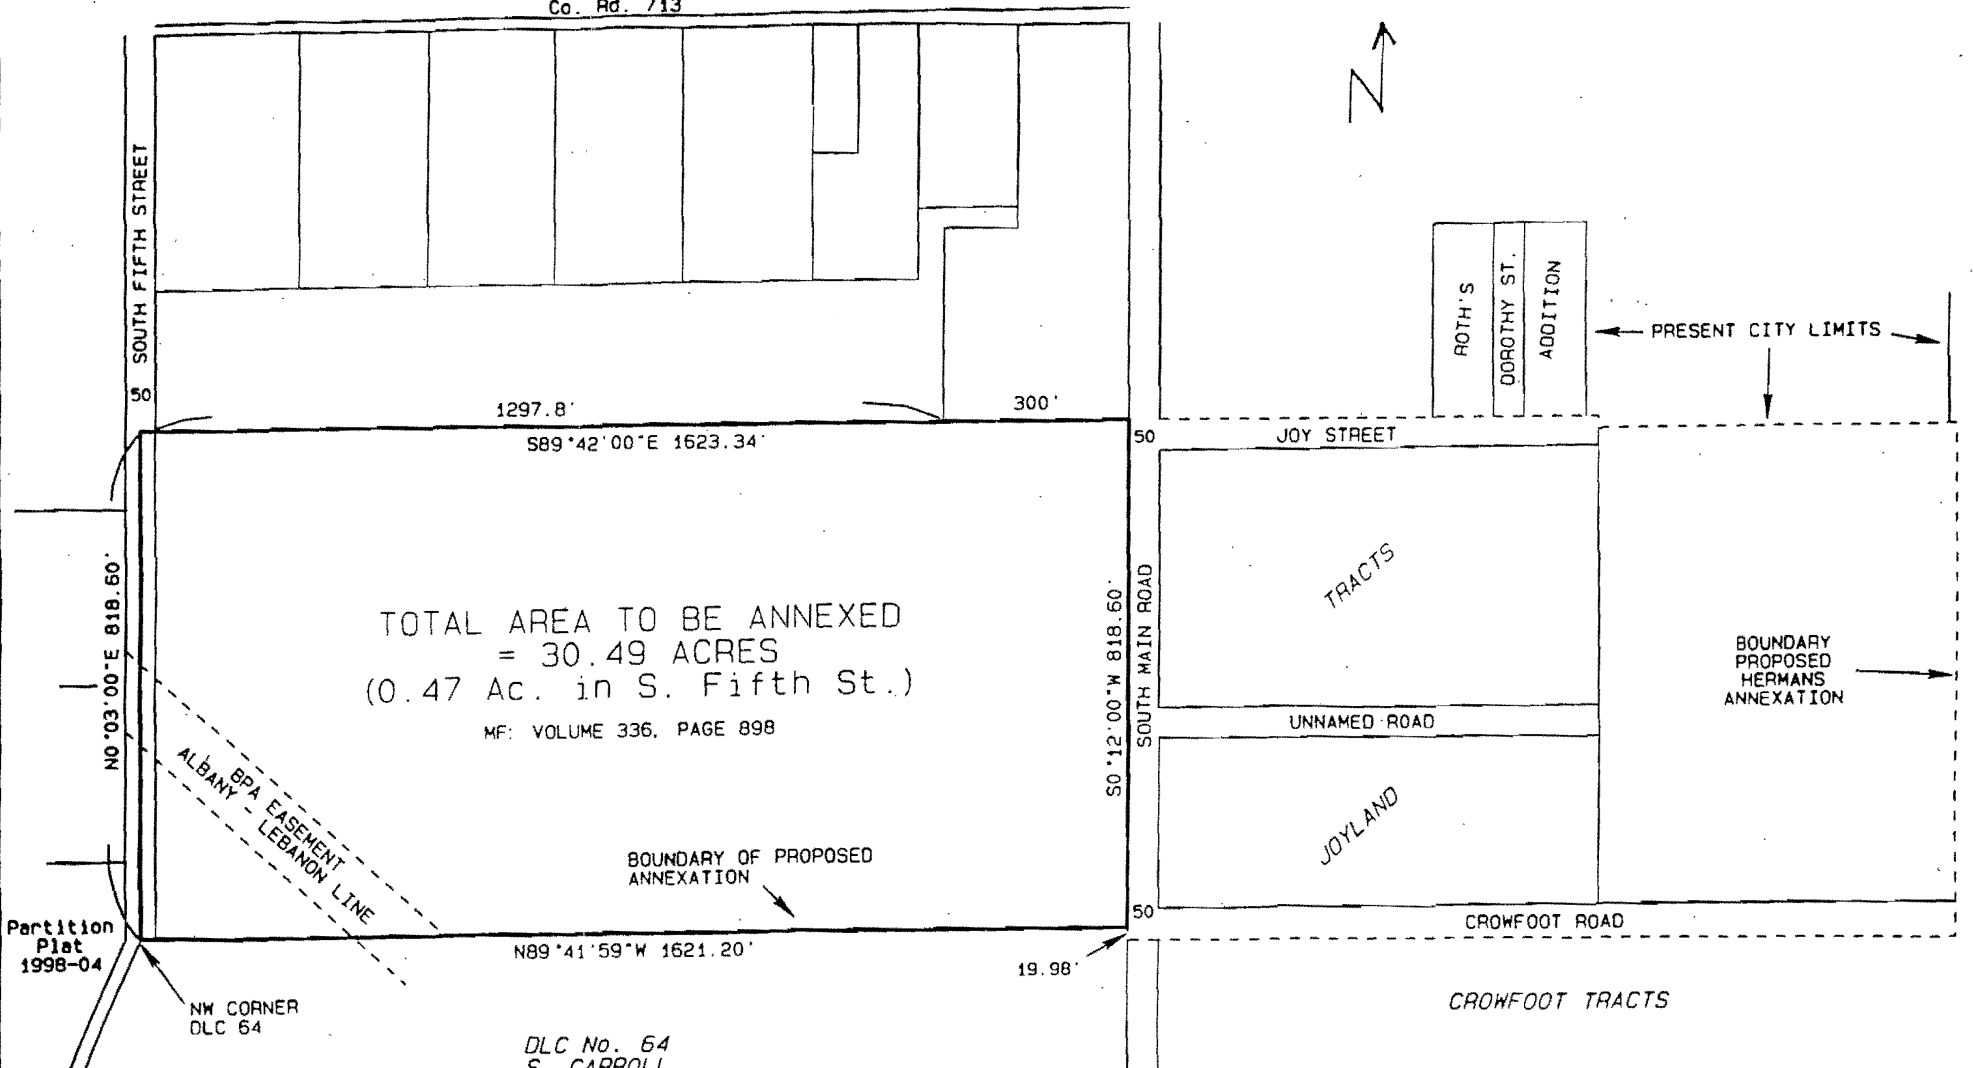 Co. Rd. 713
N
SOUTH FIFTH STREET
50
1297.8'
300'
S89°42'00"E 1623.34'
ROTH'S
DOROTHY ST.
ADDITION
PRESENT CITY LIMITS
50
JOY STREET
N0°03'00"E 818.60'
TOTAL AREA TO BE ANNEXED
= 30.49 ACRES
(0.47 Ac. in S. Fifth St.)
MF: VOLUME 336, PAGE 898
S0°12'00"W 818.60'
SOUTH MAIN ROAD
TRACTS
UNNAMED ROAD
JOYLAND
BOUNDARY
PROPOSED
HERMANS
ANNEXATION
BPA EASEMENT
ALBANY - LEBANON LINE
BOUNDARY OF PROPOSED
ANNEXATION
50
CROWFOOT ROAD
Partition
Plat
1998-04
N89°41'59"W 1621.20'
19.98'
NW CORNER
DLC 64
CROWFOOT TRACTS
DLC No. 64
S. CARROLL